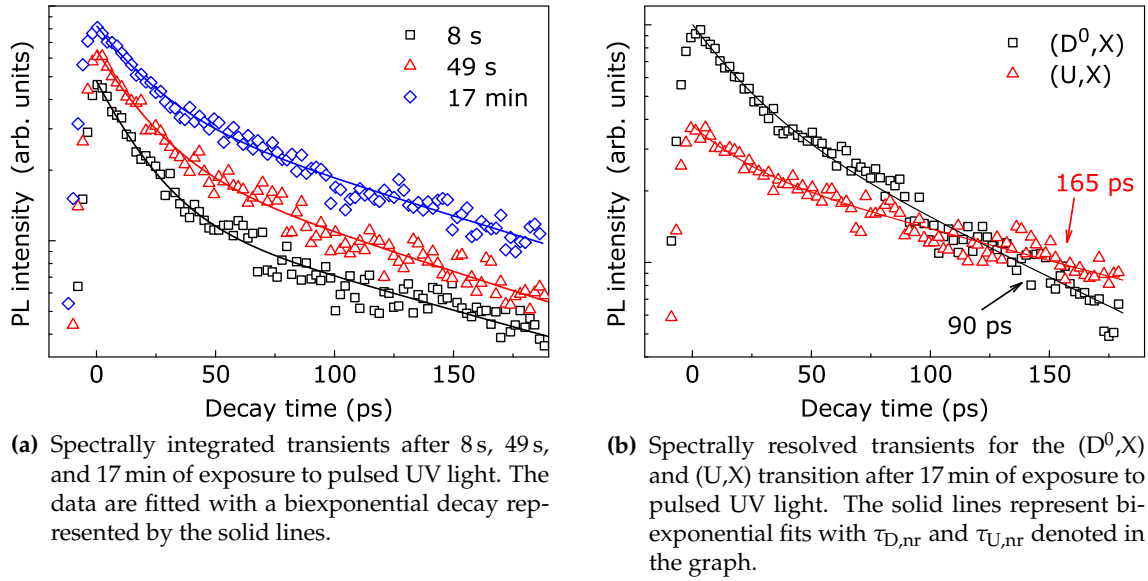 PL intensity (arb. units)
8 s
49 s
17 min
0
50
100
150
Decay time (ps)
PL intensity (arb. units)
(D⁰,X)
(U,X)
165 ps
90 ps
0
50
100
150
Decay time (ps)
(a) Spectrally integrated transients after 8 s, 49 s,
and 17 min of exposure to pulsed UV light. The
data are fitted with a biexponential decay rep-
resented by the solid lines.
(b) Spectrally resolved transients for the (D⁰,X)
and (U,X) transition after 17 min of exposure to
pulsed UV light. The solid lines represent bi-
exponential fits with τD,nr and τU,nr denoted in
the graph.